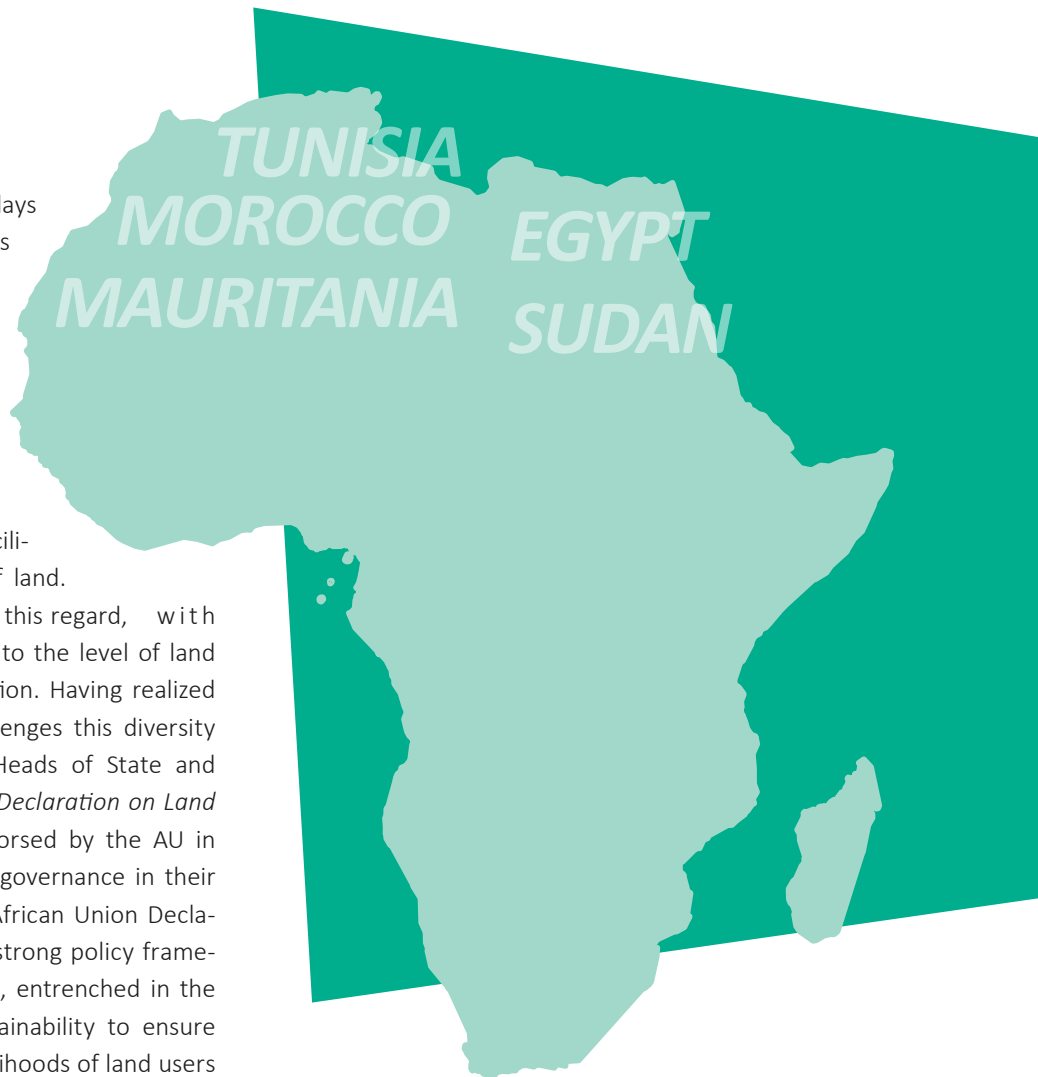 TUNISIA
MOROCCO
MAURITANIA
EGYPT
SUDAN
lays
s
cili-
f land.
this regard, with
to the level of land
tion. Having realized
enges this diversity
Heads of State and
Declaration on Land
orsed by the AU in
governance in their
African Union Decla-
strong policy frame-
, entrenched in the
tainability to ensure
ihoods of land users